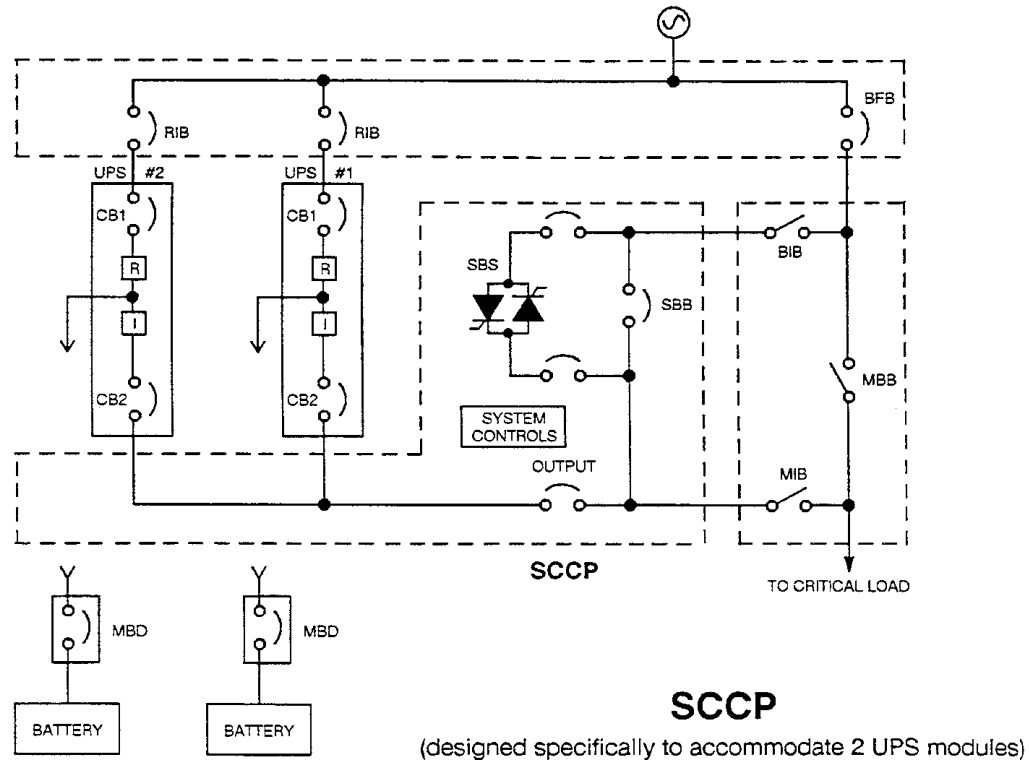 BFB
RIB
RIB
UPS #2
UPS #1
CB1
CB1
R
R
SBS
BIB
SBB
I
I
MBB
CB2
CB2
SYSTEM
CONTROLS
OUTPUT
MIB
SCCP
TO CRITICAL LOAD
MBD
MBD
BATTERY
BATTERY
SCCP
(designed specifically to accommodate 2 UPS modules)